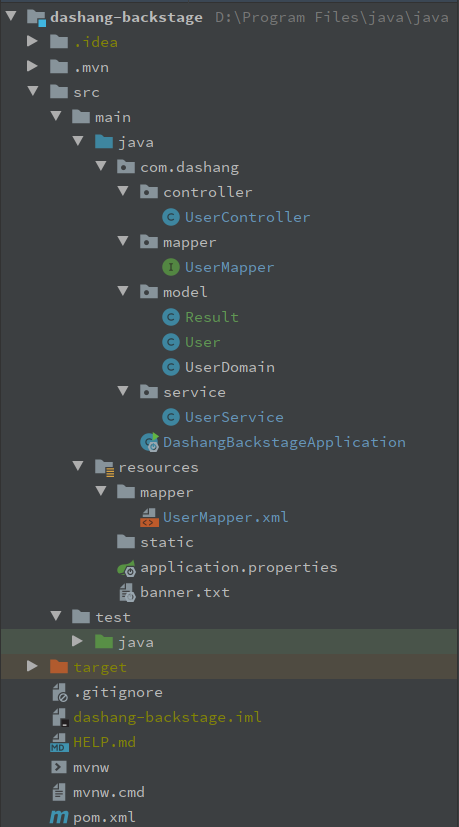 dashang-backstage D:\Program Files\java\java
.idea
.mvn
src
main
java
com.dashang
controller
C UserController
mapper
I UserMapper
model
C Result
C User
C UserDomain
service
C UserService
DashangBackstageApplication
resources
mapper
UserMapper.xml
static
application.properties
banner.txt
test
java
target
.gitignore
dashang-backstage.iml
MD HELP.md
mvnw
mvnw.cmd
m pom.xml